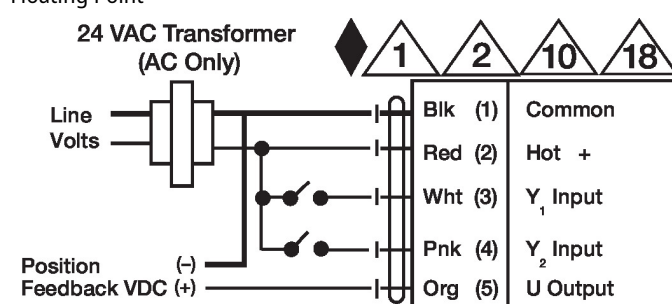 Floating Point
24 VAC Transformer
(AC Only)
1 2 10 18
Line
Volts
Blk (1) Common
Red (2) Hot +
Wht (3) Y1 Input
Pnk (4) Y2 Input
Position (–)
Feedback VDC (+)
Org (5) U Output